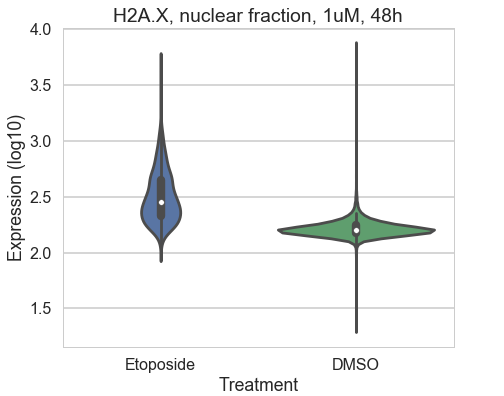 H2A.X, nuclear fraction, 1uM, 48h
4.0
3.5
3.0
2.5
2.0
1.5
Expression (log10)
Etoposide DMSO
Treatment